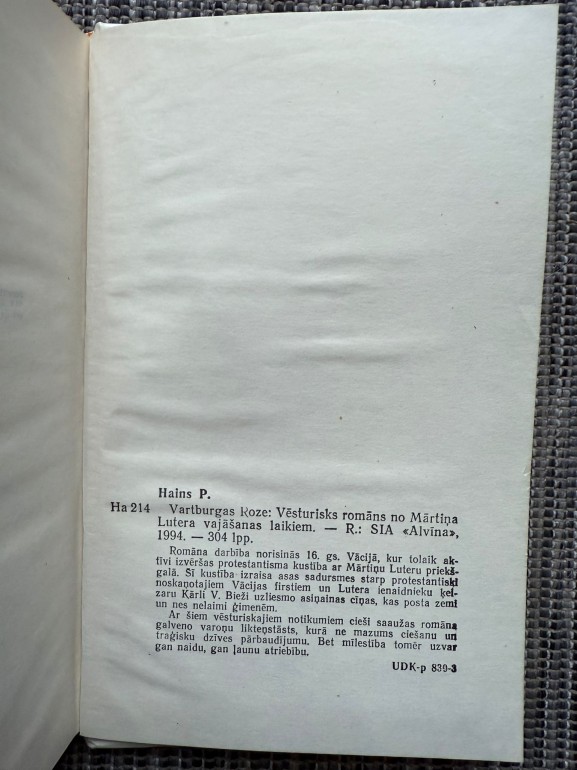 Hains P.
Ha 214 Vartburgas Roze: Vēsturisks romāns no Mārtiņa
Lutera vajāšanas laikiem. — R.: SIA «Alvīna»,
1994. — 304 lpp.
Romāna darbība norisinās 16. gs. Vācijā, kur tolaik ak-
tīvi izvēršas protestantisma kustība ar Mārtiņu Luteru priekš-
galā. Šī kustība izraisa asas sadursmes starp protestantiski
noskaņotajiem Vācijas firstiem un Lutera ienaidnieku ķei-
zaru Kārli V. Bieži uzliesmo asiņainas cīņas, kas posta zemi
un nes nelaimi ģimenēm.
Ar šiem vēsturiskajiem notikumiem cieši saaužas romāna
galveno varoņu likteņstāsts, kurā ne mazums ciešanu un
traģisku dzīves pārbaudījumu. Bet mīlestība tomēr uzvar
gan naidu, gan ļaunu atriebību.
UDK-p 830-3